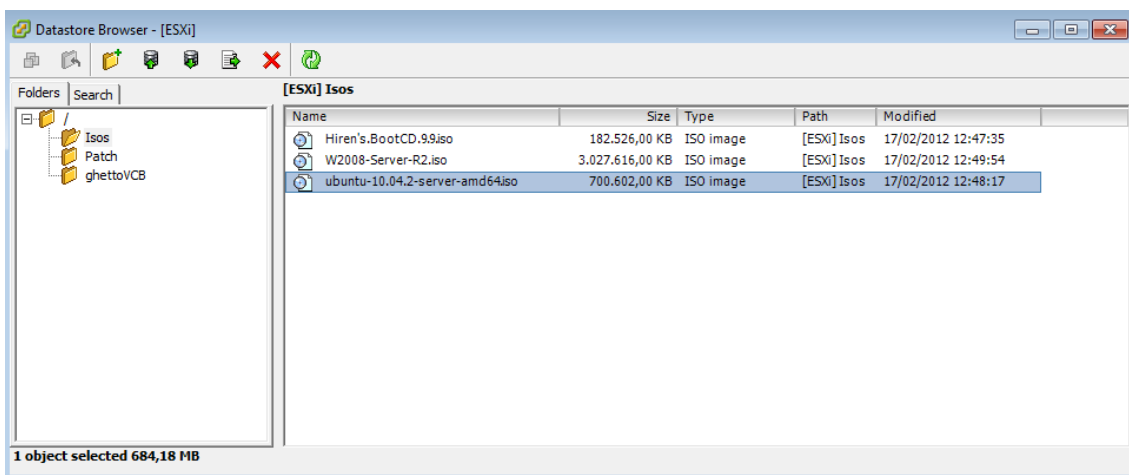 Datastore Browser - [ESXi]
Folders Search
[ESXi] Isos
/
Isos
Patch
ghettoVCB
Name Size Type Path Modified
Hiren's.BootCD.9.9.iso 182.526,00 KB ISO image [ESXi] Isos 17/02/2012 12:47:35
W2008-Server-R2.iso 3.027.616,00 KB ISO image [ESXi] Isos 17/02/2012 12:49:54
ubuntu-10.04.2-server-amd64.iso 700.602,00 KB ISO image [ESXi] Isos 17/02/2012 12:48:17
1 object selected 684,18 MB